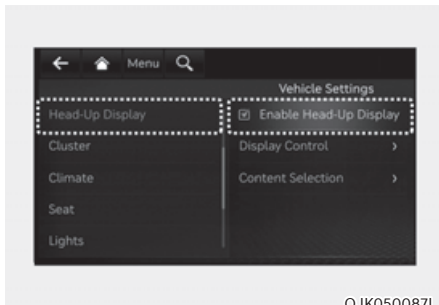 Menu
Vehicle Settings
Head-Up Display
Enable Head-Up Display
Cluster
Display Control
Climate
Content Selection
Seat
Lights
OJK050087L